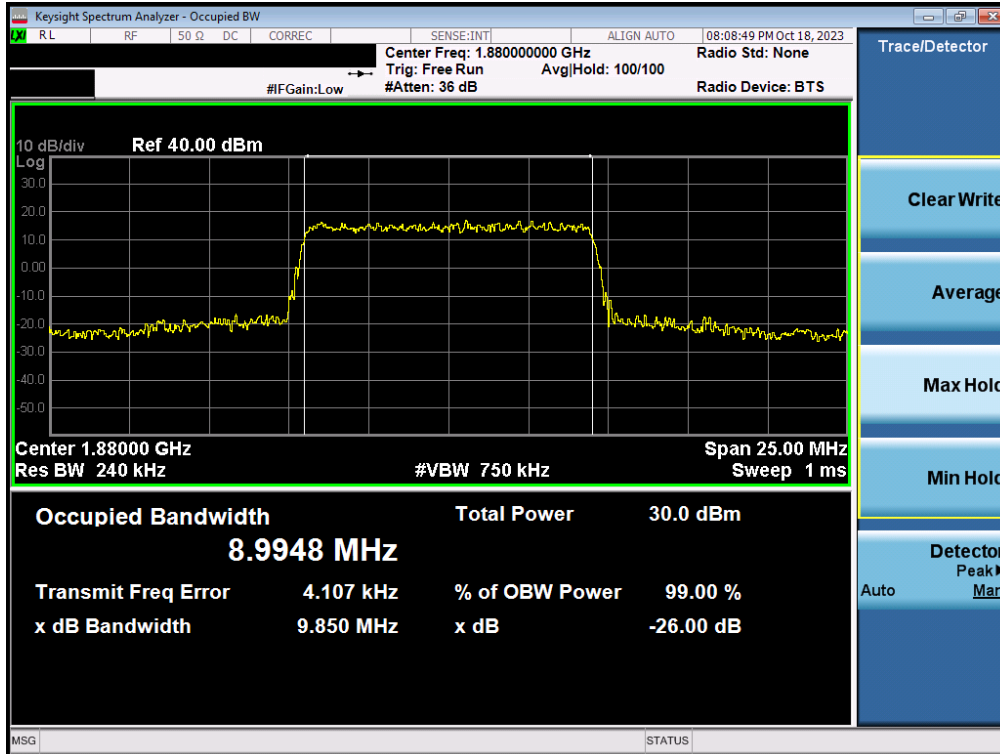 Keysight Spectrum Analyzer - Occupied BW
LXI RL RF 50 Ω DC CORREC SENSE:INT ALIGN AUTO 08:08:49 PM Oct 18, 2023
Center Freq: 1.880000000 GHz Radio Std: None
Trig: Free Run Avg|Hold: 100/100
#IFGain:Low #Atten: 36 dB Radio Device: BTS
Trace/Detector
10 dB/div Ref 40.00 dBm
Log
30.0
20.0
10.0
0.00
-10.0
-20.0
-30.0
-40.0
-50.0
Center 1.88000 GHz Span 25.00 MHz
Res BW 240 kHz #VBW 750 kHz Sweep 1 ms
Occupied Bandwidth Total Power 30.0 dBm
8.9948 MHz
Transmit Freq Error 4.107 kHz % of OBW Power 99.00 %
x dB Bandwidth 9.850 MHz x dB -26.00 dB
Clear Write
Average
Max Hold
Min Hold
Detector
Peak
Auto Man
MSG STATUS